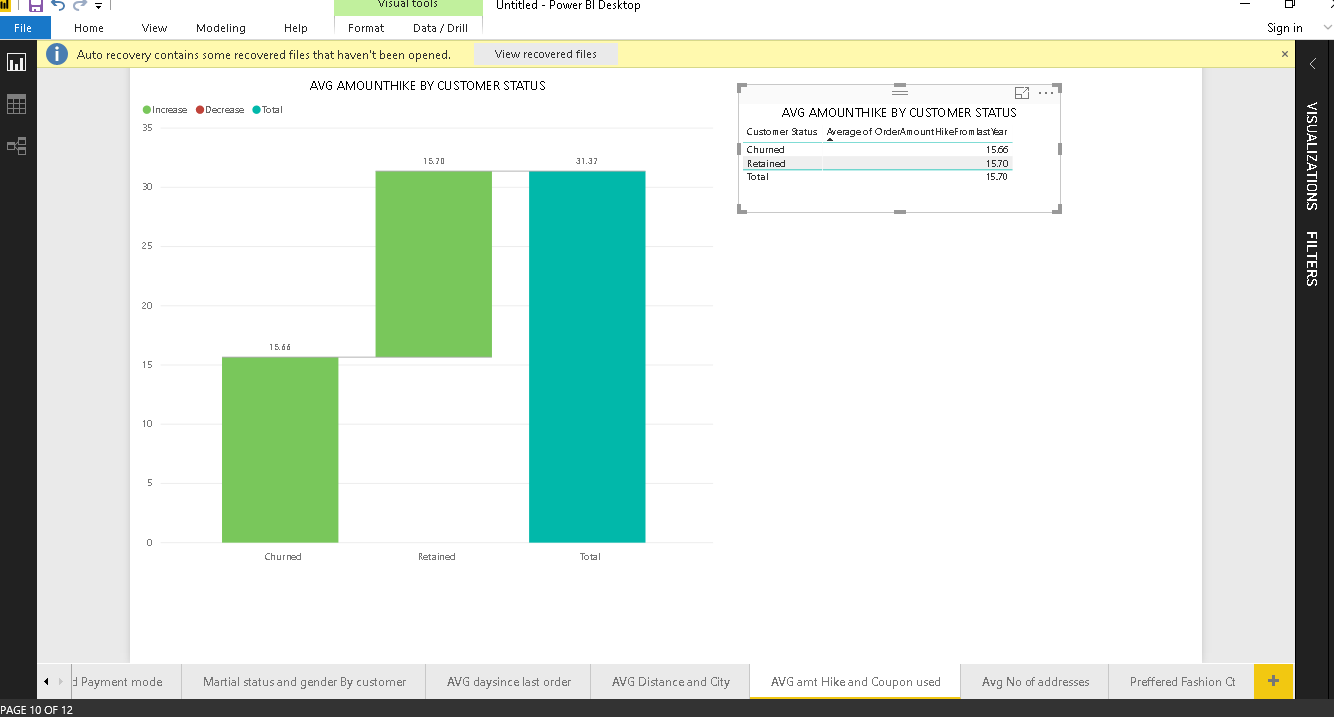 Visual tools
Untitled - Power BI Desktop
File
Home
View
Modeling
Help
Format
Data / Drill
Sign in
Auto recovery contains some recovered files that haven't been opened.
View recovered files
AVG AMOUNTHIKE BY CUSTOMER STATUS
Increase
Decrease
Total
35
30
25
20
15
10
5
0
15.66
15.70
31.37
Churned
Retained
Total
AVG AMOUNTHIKE BY CUSTOMER STATUS
Customer Status Average of OrderAmountHikeFromlastYear
Churned 15.66
Retained 15.70
Total 15.70
VISUALIZATIONS
FILTERS
d Payment mode
Martial status and gender By customer
AVG daysince last order
AVG Distance and City
AVG amt Hike and Coupon used
Avg No of addresses
Preffered Fashion Ct
PAGE 10 OF 12